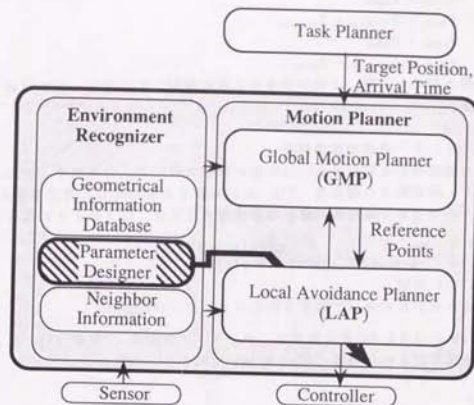 Task Planner
Target Position,
Arrival Time
Environment
Recognizer
Geometrical
Information
Database
Parameter
Designer
Neighbor
Information
Motion Planner
Global Motion Planner
(GMP)
Reference
Points
Local Avoidance Planner
(LAP)
Sensor
Controller